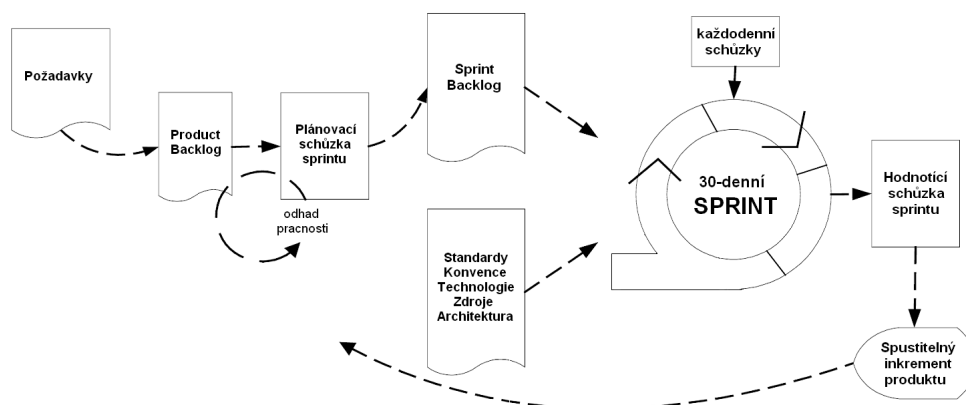 Požadavky
Product
Backlog
Plánovací
schůzka
sprintu
odhad
pracnosti
Sprint
Backlog
Standardy
Konvence
Technologie
Zdroje
Architektura
každodenní
schůzky
30-denní
SPRINT
Hodnotící
schůzka
sprintu
Spustitelný
inkrement
produktu